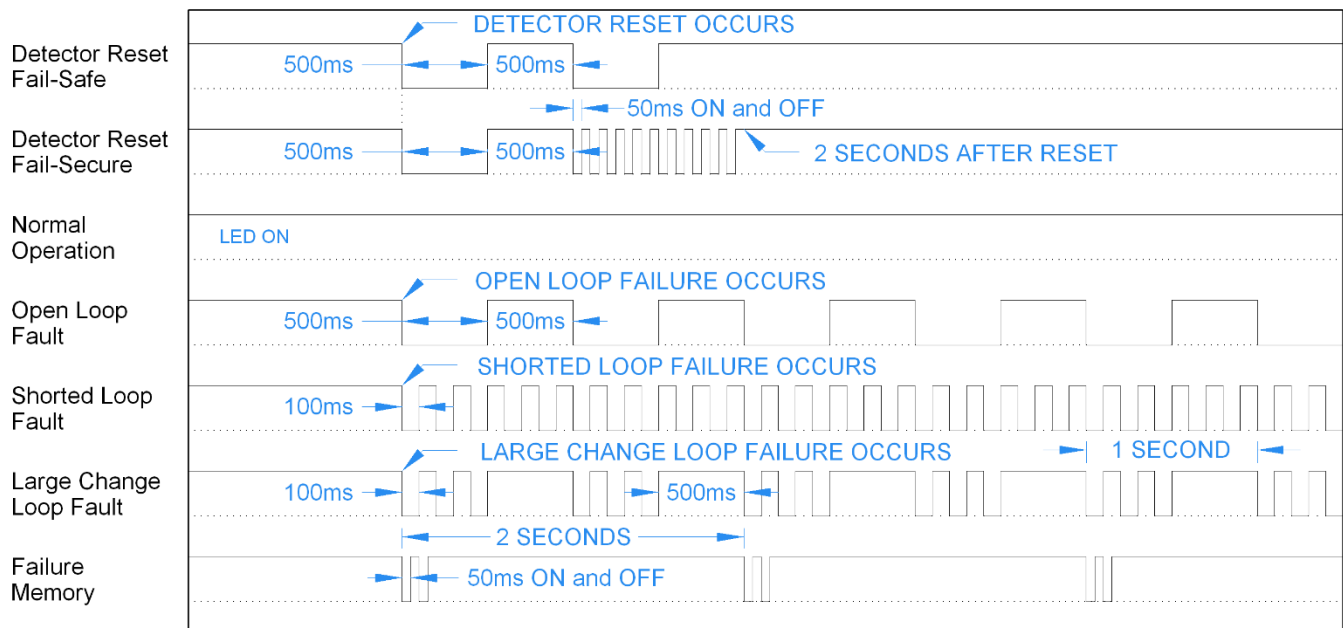 DETECTOR RESET OCCURS
Detector Reset
Fail-Safe
500ms
500ms
50ms ON and OFF
Detector Reset
Fail-Secure
500ms
500ms
2 SECONDS AFTER RESET
Normal
Operation
LED ON
OPEN LOOP FAILURE OCCURS
Open Loop
Fault
500ms
500ms
SHORTED LOOP FAILURE OCCURS
Shorted Loop
Fault
100ms
LARGE CHANGE LOOP FAILURE OCCURS
1 SECOND
Large Change
Loop Fault
100ms
500ms
2 SECONDS
Failure
Memory
50ms ON and OFF